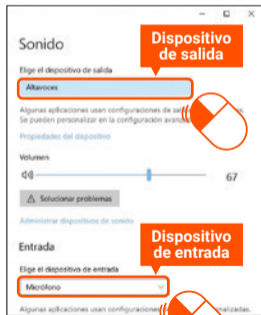 Sonido
Dispositivo
de salida
Elige el dispositivo de salida
Altavoces
Algunas aplicaciones usan configuraciones de
Se pueden personalizar en la configuración
Propiedades del dispositivo
Volumen
67
Solucionar problemas
Administrar dispositivos de sonido
Entrada
Dispositivo
de entrada
Elige el dispositivo de entrada
Micrófono
Algunas aplicaciones usan configuraciones